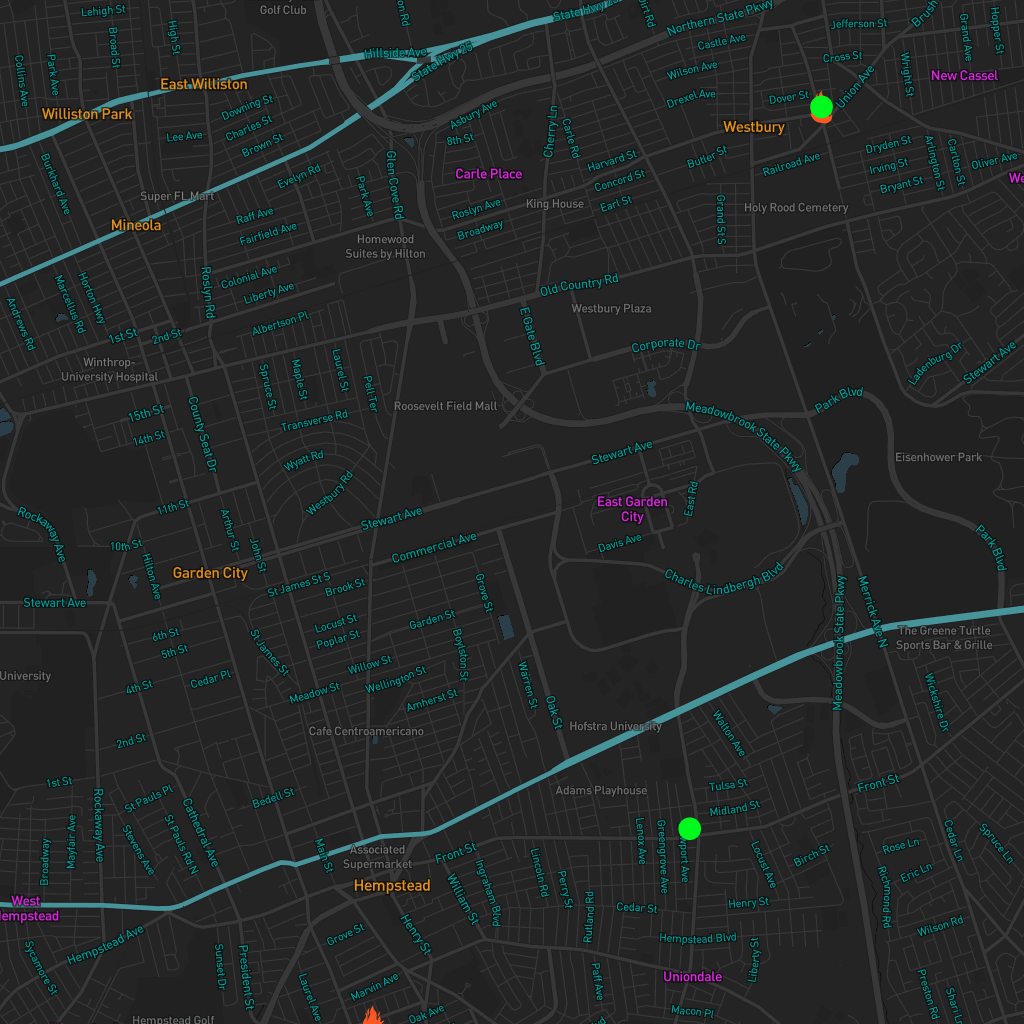 Lehigh St
Golf Club
State Hwy 25
Northern State Pkwy
Jefferson St
Brush
Grand Ave
Hopper St
Broad St
High St
Hillside Ave
State Hwy 25
Castle Ave
Cross St
Wright St
New Cassel
Collins Ave
Park Ave
East Williston
Wilson Ave
Union Ave
Williston Park
Downing St
Drexel Ave
Dover St
Westbury
Charles St
Asbury Ave
Cherry Ln
Carle Rd
Lee Ave
Brown St
8th St
Butler St
Railroad Ave
Dryden St
Arlington St
Carlton St
Oliver Ave
Burkhard Ave
Evelyn Rd
Glen Cove Rd
Carle Place
Harvard St
Concord St
Irving St
Bryant St
We
Super FL Mart
Park Ave
Roslyn Ave
King House
Earl St
Grand St S
Holy Rood Cemetery
Mineola
Raff Ave
Fairfield Ave
Broadway
Homewood
Suites by Hilton
Colonial Ave
Liberty Ave
Roslyn Rd
Marcellus Rd
Horton Hwy
Andrews Rd
Old Country Rd
Westbury Plaza
Albertson Pl
1st St
2nd St
E Gate Blvd
Corporate Dr
Ladenburg Dr
Stewart Ave
Winthrop-
University Hospital
Spruce St
Maple St
Laurel St
Pell Ter
Roosevelt Field Mall
Park Blvd
Meadowbrook State Pkwy
15th St
14th St
County Seat Dr
Transverse Rd
Wyatt Rd
Westbury Rd
Stewart Ave
Eisenhower Park
East Rd
East Garden
City
Rockaway Ave
11th St
Arthur St
Stewart Ave
Commercial Ave
Davis Ave
Park Blvd
10th St
John St
Hilton Ave
Garden City
St James St S
Brook St
Grove St
Charles Lindbergh Blvd
Meadowbrook State Pkwy
Merrick Ave N
Stewart Ave
Locust St
Poplar St
Garden St
Boylston St
6th St
5th St
St James St
The Greene Turtle
Sports Bar & Grille
University
4th St
Cedar Pl
Willow St
Wellington St
Meadow St
Amherst St
Warren St
Oak St
Wickshire Dr
Cafe Centroamericano
Hofstra University
Walton Ave
2nd St
1st St
Adams Playhouse
Tulsa St
Front St
St Pauls Pl
Bedell St
Midland St
Rockaway Ave
Mayfair Ave
Broadway
Stevens Ave
St Pauls Rd N
Cathedral Ave
Main St
Associated
Supermarket
Front St
Lenox Ave
Greengrove Ave
Locust Ave
Birch St
Rose Ln
Cedar Ln
Spruce Ln
Eric Ln
Hempstead
William St
Ingraham Blvd
Lincoln Rd
Perry St
Rutland Rd
Cedar St
Henry St
Richmond Rd
West
Hempstead
Hempstead Ave
Sycamore St
Grove St
Henry St
Hempstead Blvd
Liberty St
Wilson Rd
Sunset Dr
President St
Laurel Ave
Marvin Ave
Paff Ave
Uniondale
Preston Rd
Shari Ln
Hempstead Golf
Oak Ave
Macon Pl